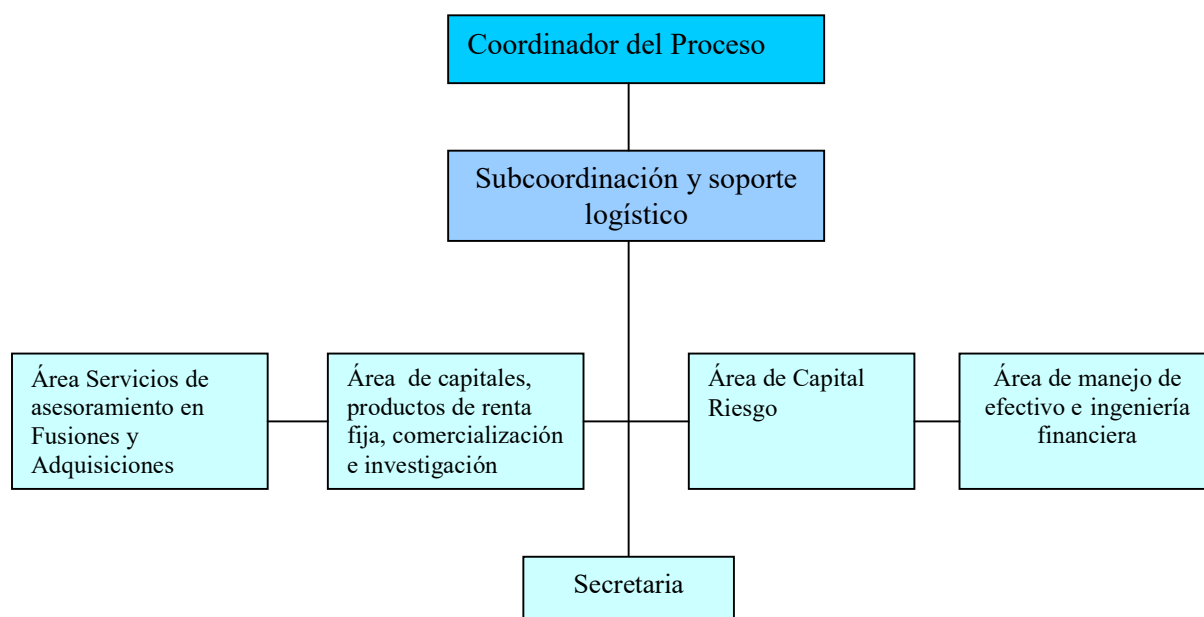 Coordinador del Proceso
Subcoordinación y soporte
logístico
Área Servicios de
asesoramiento en
Fusiones y
Adquisiciones
Área de capitales,
productos de renta
fija, comercialización
e investigación
Área de Capital
Riesgo
Área de manejo de
efectivo e ingeniería
financiera
Secretaria